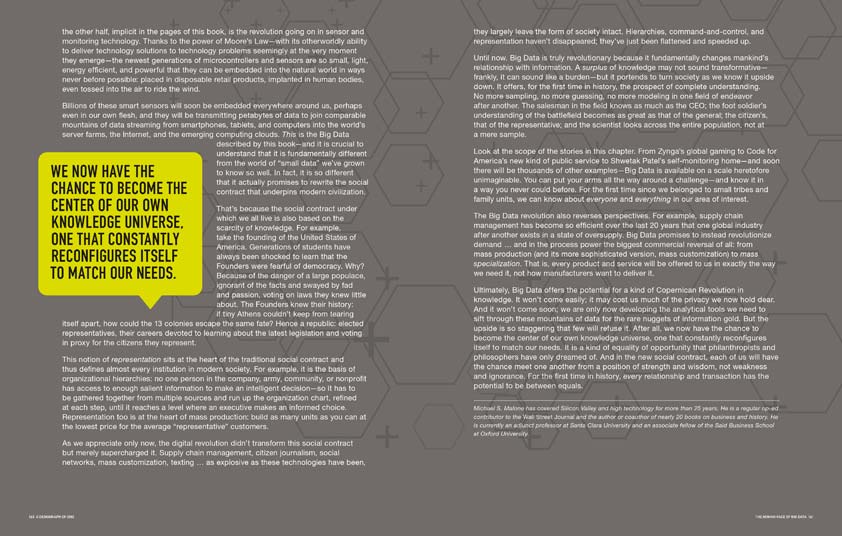 the other half, implicit in the pages of this book, is the revolution going on in sensor and
monitoring technology. Thanks to the power of Moore's Law—with its otherworldly ability
to deliver technology solutions to technology problems seemingly at the very moment
they emerge—the newest generations of microcontrollers and sensors are so small, light,
energy efficient, and powerful that they can be embedded into the natural world in ways
never before possible: placed in disposable retail products, implanted in human bodies,
even tossed into the air to ride the wind.
Billions of these smart sensors will soon be embedded everywhere around us, perhaps
even in our own flesh, and they will be transmitting petabytes of data to join comparable
mountains of data streaming from smartphones, tablets, and computers into the world's
server farms, the Internet, and the emerging computing clouds. This is the Big Data
described by this book—and it is crucial to
understand that it is fundamentally different
from the world of "small data" we've grown
to know so well. In fact, it is so different
that it actually promises to rewrite the social
contract that underpins modern civilization.
That's because the social contract under
which we all live is also based on the
scarcity of knowledge. For example,
take the founding of the United States of
America. Generations of students have
always been shocked to learn that the
Founders were fearful of democracy. Why?
Because of the danger of a large populace,
ignorant of the facts and swayed by fad
and passion, voting on laws they knew little
about. The Founders knew their history:
if tiny Athens couldn't keep from tearing
itself apart, how could the 13 colonies escape the same fate? Hence a republic: elected
representatives, their careers devoted to learning about the latest legislation and voting
in proxy for the citizens they represent.
This notion of representation sits at the heart of the traditional social contract and
thus defines almost every institution in modern society. For example, it is the basis of
organizational hierarchies: no one person in the company, army, community, or nonprofit
has access to enough salient information to make an intelligent decision—so it has to
be gathered together from multiple sources and run up the organization chart, refined
at each step, until it reaches a level where an executive makes an informed choice.
Representation too is at the heart of mass production: build as many units as you can at
the lowest price for the average "representative" customers.
As we appreciate only now, the digital revolution didn't transform this social contract
but merely supercharged it. Supply chain management, citizen journalism, social
networks, mass customization, texting ... as explosive as these technologies have been,
WE NOW HAVE THE
CHANCE TO BECOME THE
CENTER OF OUR OWN
KNOWLEDGE UNIVERSE,
ONE THAT CONSTANTLY
RECONFIGURES ITSELF
TO MATCH OUR NEEDS.
they largely leave the form of society intact. Hierarchies, command-and-control, and
representation haven't disappeared; they've just been flattened and speeded up.
Until now. Big Data is truly revolutionary because it fundamentally changes mankind's
relationship with information. A surplus of knowledge may not sound transformative—
frankly, it can sound like a burden—but it portends to turn society as we know it upside
down. It offers, for the first time in history, the prospect of complete understanding.
No more sampling, no more guessing, no more modeling in one field of endeavor
after another. The salesman in the field knows as much as the CEO; the foot soldier's
understanding of the battlefield becomes as great as that of the general; the citizen's,
that of the representative; and the scientist looks across the entire population, not at
a mere sample.
Look at the scope of the stories in this chapter. From Zynga's global gaming to Code for
America's new kind of public service to Shwetak Patel's self-monitoring home—and soon
there will be thousands of other examples—Big Data is available on a scale heretofore
unimaginable. You can put your arms all the way around a challenge—and know it in
a way you never could before. For the first time since we belonged to small tribes and
family units, we can know about everyone and everything in our area of interest.
The Big Data revolution also reverses perspectives. For example, supply chain
management has become so efficient over the last 20 years that one global industry
after another exists in a state of oversupply. Big Data promises to instead revolutionize
demand ... and in the process power the biggest commercial reversal of all: from
mass production (and its more sophisticated version, mass customization) to mass
specialization. That is, every product and service will be offered to us in exactly the way
we need it, not how manufacturers want to deliver it.
Ultimately, Big Data offers the potential for a kind of Copernican Revolution in
knowledge. It won't come easily; it may cost us much of the privacy we now hold dear.
And it won't come soon; we are only now developing the analytical tools we need to
sift through these mountains of data for the rare nuggets of information gold. But the
upside is so staggering that few will refuse it. After all, we now have the chance to
become the center of our own knowledge universe, one that constantly reconfigures
itself to match our needs. It is a kind of equality of opportunity that philanthropists and
philosophers have only dreamed of. And in the new social contract, each of us will have
the chance meet one another from a position of strength and wisdom, not weakness
and ignorance. For the first time in history, every relationship and transaction has the
potential to be between equals.
Michael S. Malone has covered Silicon Valley and high technology for more than 25 years. He is a regular op-ed
contributor to the Wall Street Journal and the author or coauthor of nearly 20 books on business and history. He
is currently an adjunct professor at Santa Clara University and an associate fellow of the Saïd Business School
at Oxford University.
A DEMOGRAPH OF ONE
THE HUMAN FACE OF BIG DATA